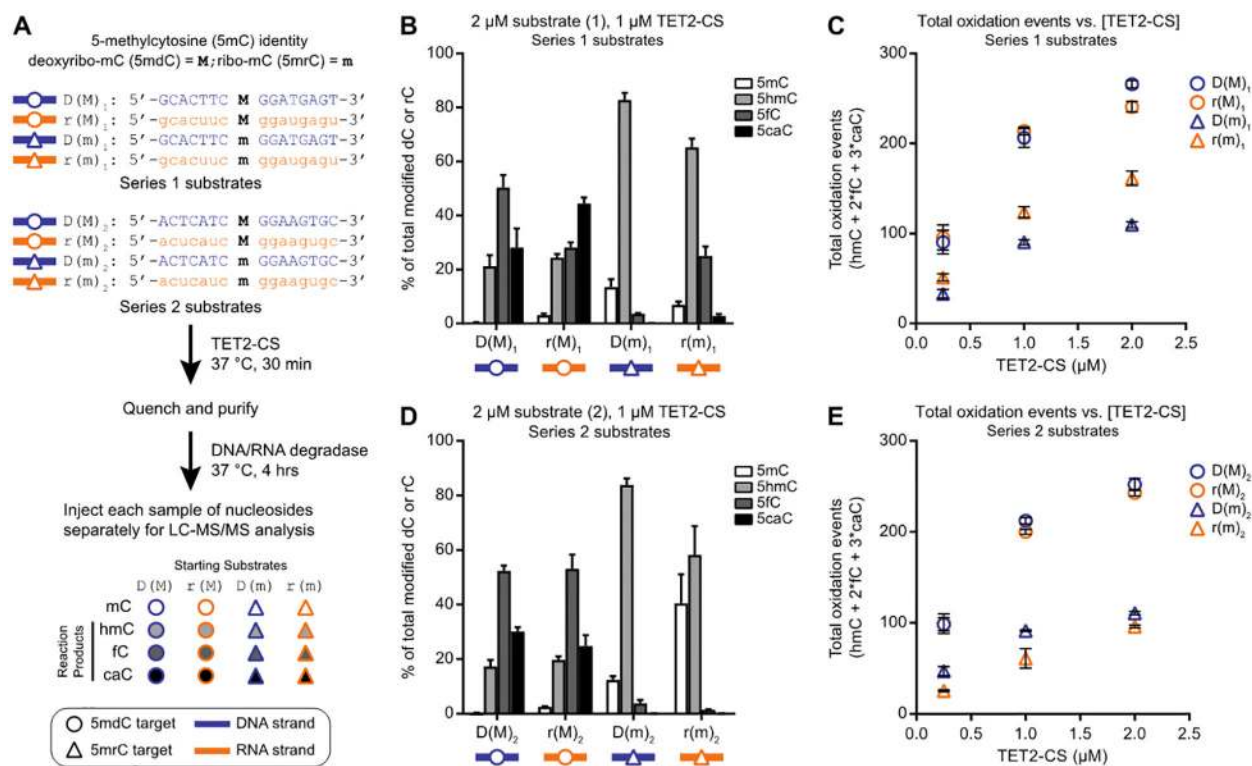 A
5-methylcytosine (5mC) identity
deoxyribo-mC (5mdC) = M; ribo-mC (5mrC) = m
D(M)1: 5'-GCACTTC M GGATGAGT-3'
r(M)1: 5'-gcacuuc M ggaugagu-3'
D(m)1: 5'-GCACTTC m GGATGAGT-3'
r(m)1: 5'-gcacuuc m ggaugagu-3'
Series 1 substrates
D(M)2: 5'-ACTCATC M GGAAGTGC-3'
r(M)2: 5'-acucauc M ggaagugc-3'
D(m)2: 5'-ACTCATC m GGAAGTGC-3'
r(m)2: 5'-acucauc m ggaagugc-3'
Series 2 substrates
TET2-CS
37 °C, 30 min
Quench and purify
DNA/RNA degradase
37 °C, 4 hrs
Inject each sample of nucleosides
separately for LC-MS/MS analysis
Starting Substrates
D(M) r(M) D(m) r(m)
mC
Reaction
Products
hmC
fC
caC
5mdC target DNA strand
5mrC target RNA strand
B
2 µM substrate (1), 1 µM TET2-CS
Series 1 substrates
% of total modified dC or rC
100
80
60
40
20
0
5mC
5hmC
5fC
5caC
D(M)1 r(M)1 D(m)1 r(m)1
C
Total oxidation events vs. [TET2-CS]
Series 1 substrates
Total oxidation events
(hmC + 2*fC + 3*caC)
300
200
100
0
D(M)1
r(M)1
D(m)1
r(m)1
0.0 0.5 1.0 1.5 2.0 2.5
TET2-CS (µM)
D
2 µM substrate (2), 1 µM TET2-CS
Series 2 substrates
% of total modified dC or rC
100
80
60
40
20
0
5mC
5hmC
5fC
5caC
D(M)2 r(M)2 D(m)2 r(m)2
E
Total oxidation events vs. [TET2-CS]
Series 2 substrates
Total oxidation events
(hmC + 2*fC + 3*caC)
300
200
100
0
D(M)2
r(M)2
D(m)2
r(m)2
0.0 0.5 1.0 1.5 2.0 2.5
TET2-CS (µM)